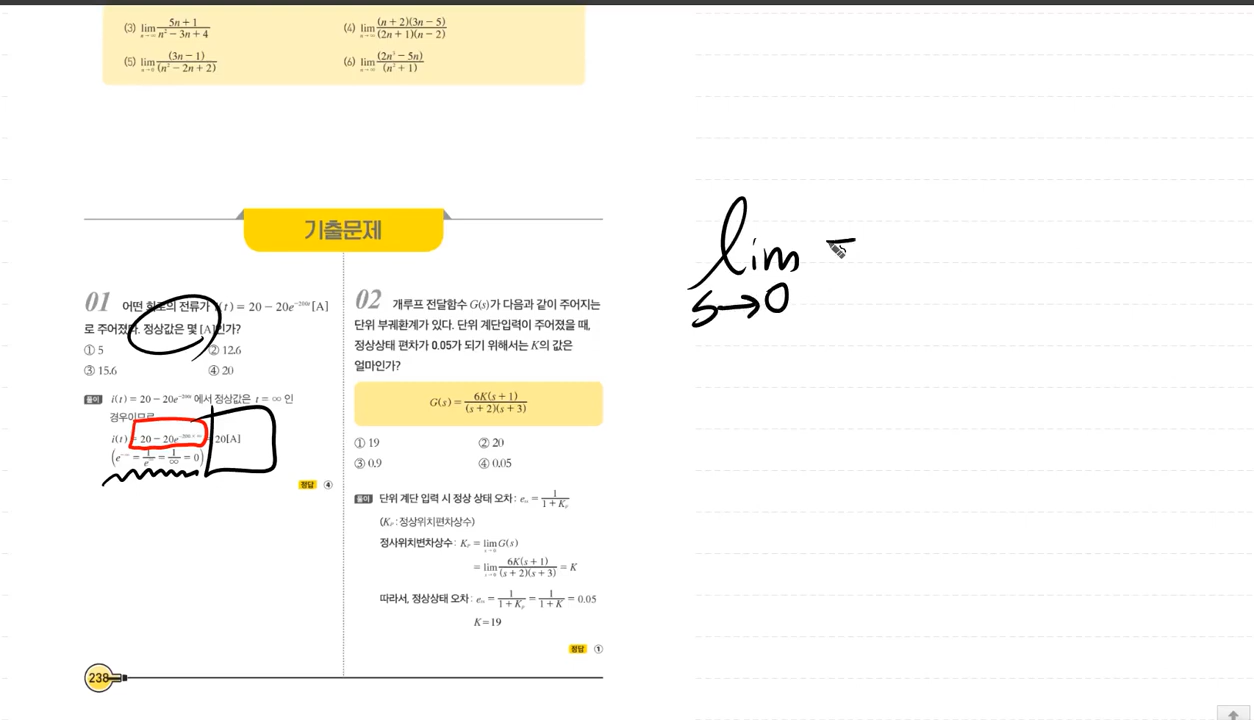 (3) lim n→∞ 5n+1 / n² − 3n + 4
(4) lim n→∞ (n+2)(3n−5) / (2n+1)(n−2)
(5) lim (3n−1) / (n² − 2n + 2)
(6) lim n→∞ (2n² − 5n) / (n² + 1)
기출문제
01 어떤 회로의 전류가 i(t) = 20 − 20e^−200t [A]
로 주어졌다. 정상값은 몇 [A]인가?
① 5 ② 12.6
③ 15.6 ④ 20
풀이 i(t) = 20 − 20e^−200t 에서 정상값은 t = ∞ 인
경우이므로
i(t) = 20 − 20e^−200×∞ = 20[A]
(e^−∞ = 1/e^∞ = 1/∞ = 0)
정답 ④
02 개루프 전달함수 G(s)가 다음과 같이 주어지는
단위 부궤환계가 있다. 단위 계단입력이 주어졌을 때,
정상상태 편차가 0.05가 되기 위해서는 K의 값은
얼마인가?
G(s) = 6K(s+1) / (s+2)(s+3)
① 19 ② 20
③ 0.9 ④ 0.05
풀이 단위 계단 입력 시 정상 상태 오차 : e_ss = 1 / 1+K_p
(K_p : 정상위치편차상수)
정사위치변차상수 : K_p = lim s→0 G(s)
= lim s→0 6K(s+1) / (s+2)(s+3) = K
따라서, 정상상태 오차 : e_ss = 1 / 1+K_p = 1 / 1+K = 0.05
K=19
정답 ①
238
lim
s→0